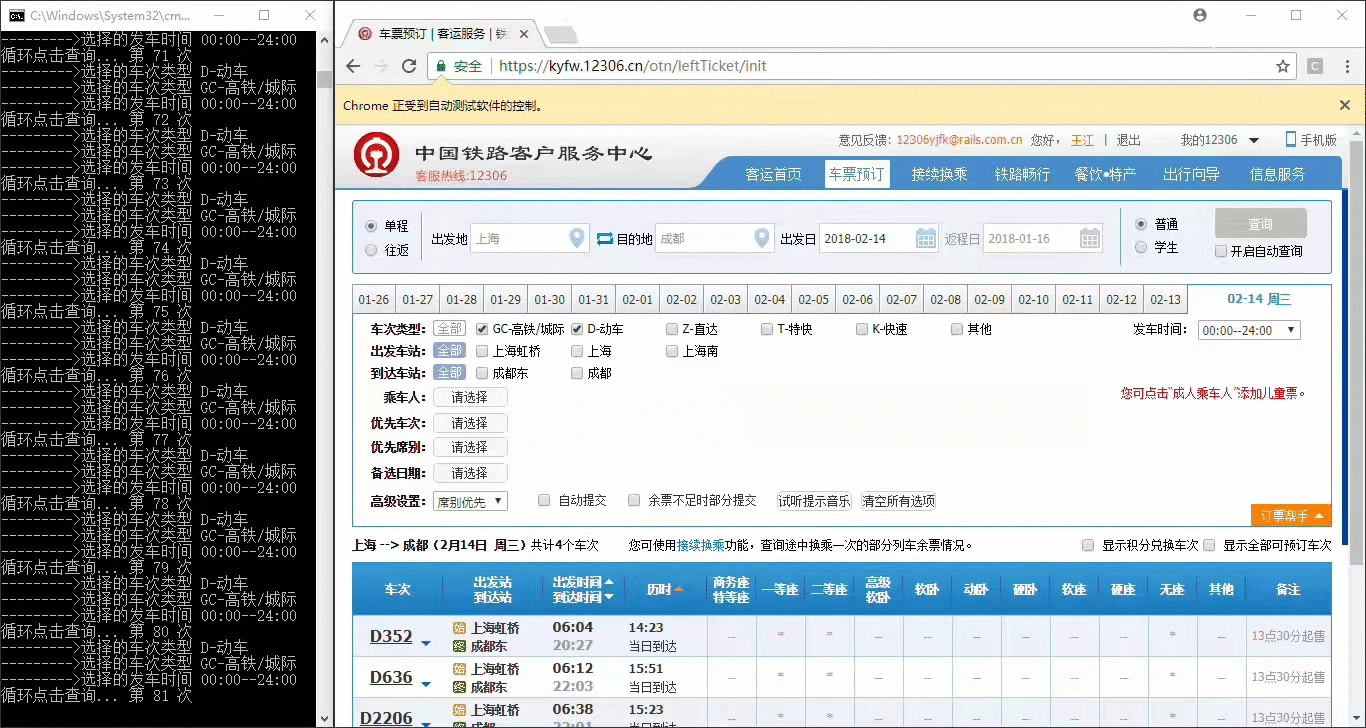 C:\Windows\System32\cm...
--------->选择的发车时间 00:00--24:00
循环点击查询... 第 71 次
--------->选择的车次类型 D-动车
--------->选择的车次类型 GC-高铁/城际
--------->选择的发车时间 00:00--24:00
循环点击查询... 第 72 次
--------->选择的车次类型 D-动车
--------->选择的车次类型 GC-高铁/城际
--------->选择的发车时间 00:00--24:00
循环点击查询... 第 73 次
--------->选择的车次类型 D-动车
--------->选择的车次类型 GC-高铁/城际
--------->选择的发车时间 00:00--24:00
循环点击查询... 第 74 次
--------->选择的车次类型 D-动车
--------->选择的车次类型 GC-高铁/城际
--------->选择的发车时间 00:00--24:00
循环点击查询... 第 75 次
--------->选择的车次类型 D-动车
--------->选择的车次类型 GC-高铁/城际
--------->选择的发车时间 00:00--24:00
循环点击查询... 第 76 次
--------->选择的车次类型 D-动车
--------->选择的车次类型 GC-高铁/城际
--------->选择的发车时间 00:00--24:00
循环点击查询... 第 77 次
--------->选择的车次类型 D-动车
--------->选择的车次类型 GC-高铁/城际
--------->选择的发车时间 00:00--24:00
循环点击查询... 第 78 次
--------->选择的车次类型 D-动车
--------->选择的车次类型 GC-高铁/城际
--------->选择的发车时间 00:00--24:00
循环点击查询... 第 79 次
--------->选择的车次类型 D-动车
--------->选择的车次类型 GC-高铁/城际
--------->选择的发车时间 00:00--24:00
循环点击查询... 第 80 次
--------->选择的车次类型 D-动车
--------->选择的车次类型 GC-高铁/城际
--------->选择的发车时间 00:00--24:00
循环点击查询... 第 81 次
车票预订 | 客运服务 | 铁
安全 https://kyfw.12306.cn/otn/leftTicket/init
Chrome 正受到自动测试软件的控制。
意见反馈: 12306yjfk@rails.com.cn 您好， 王江 | 退出 我的12306 手机版
中国铁路客户服务中心
客服热线:12306
客运首页 车票预订 接续换乘 铁路畅行 餐饮•特产 出行向导 信息服务
单程 往返 出发地 上海 目的地 成都 出发日 2018-02-14 返程日 2018-01-16 普通 学生 查询 开启自动查询
01-26 01-27 01-28 01-29 01-30 01-31 02-01 02-02 02-03 02-04 02-05 02-06 02-07 02-08 02-09 02-10 02-11 02-12 02-13 02-14 周三
车次类型: 全部 GC-高铁/城际 D-动车 Z-直达 T-特快 K-快速 其他 发车时间: 00:00--24:00
出发车站: 全部 上海虹桥 上海 上海南
到达车站: 全部 成都东 成都
乘车人: 请选择 您可点击"成人乘车人"添加儿童票。
优先车次: 请选择
优先席别: 请选择
备选日期: 请选择
高级设置: 席别优先 自动提交 余票不足时部分提交 试听提示音乐 清空所有选项
订票帮手
上海 --> 成都（2月14日 周三）共计4个车次 您可使用接续换乘功能，查询途中换乘一次的部分列车余票情况。 显示积分兑换车次 显示全部可预订车次
车次 出发站 到达站 出发时间 到达时间 历时 商务座 特等座 一等座 二等座 高级 软卧 软卧 动卧 硬卧 软座 硬座 无座 其他 备注
D352 始 上海虹桥 06:04 14:23 -- * * -- -- -- -- -- -- * -- 13点30分起售
终 成都东 20:27 当日到达
D636 始 上海虹桥 06:12 15:51 -- * * -- -- -- -- -- -- * -- 13点30分起售
终 成都东 22:03 当日到达
D2206 始 上海虹桥 06:38 15:23 -- * * -- -- -- -- -- -- * -- 13点30分起售